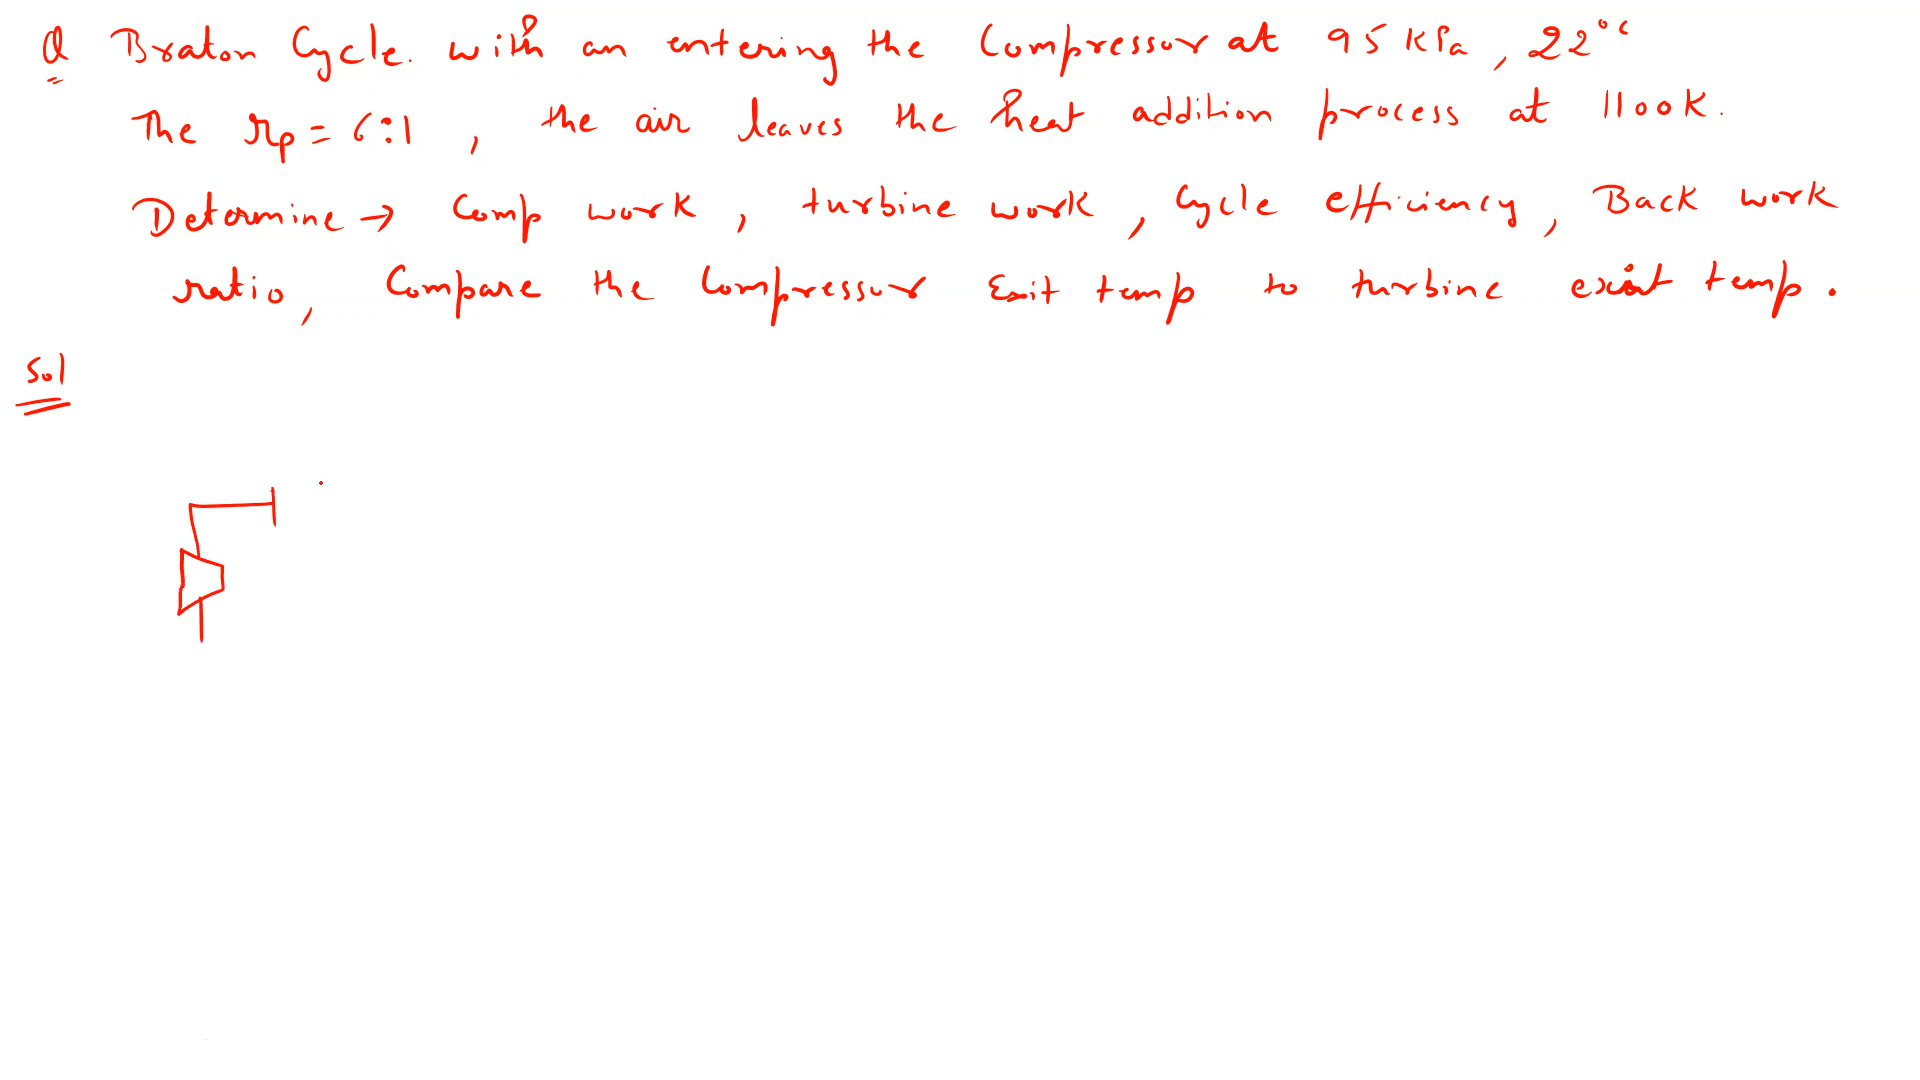 Q Braton Cycle. with an entering the Compressor at 95 kPa, 22°C
The rp = 6:1, the air leaves the heat addition process at 1100K.
Determine → Comp work, turbine work, Cycle efficiency, Back work
ratio, Compare the Compressor Exit temp to turbine exit temp.
Sol